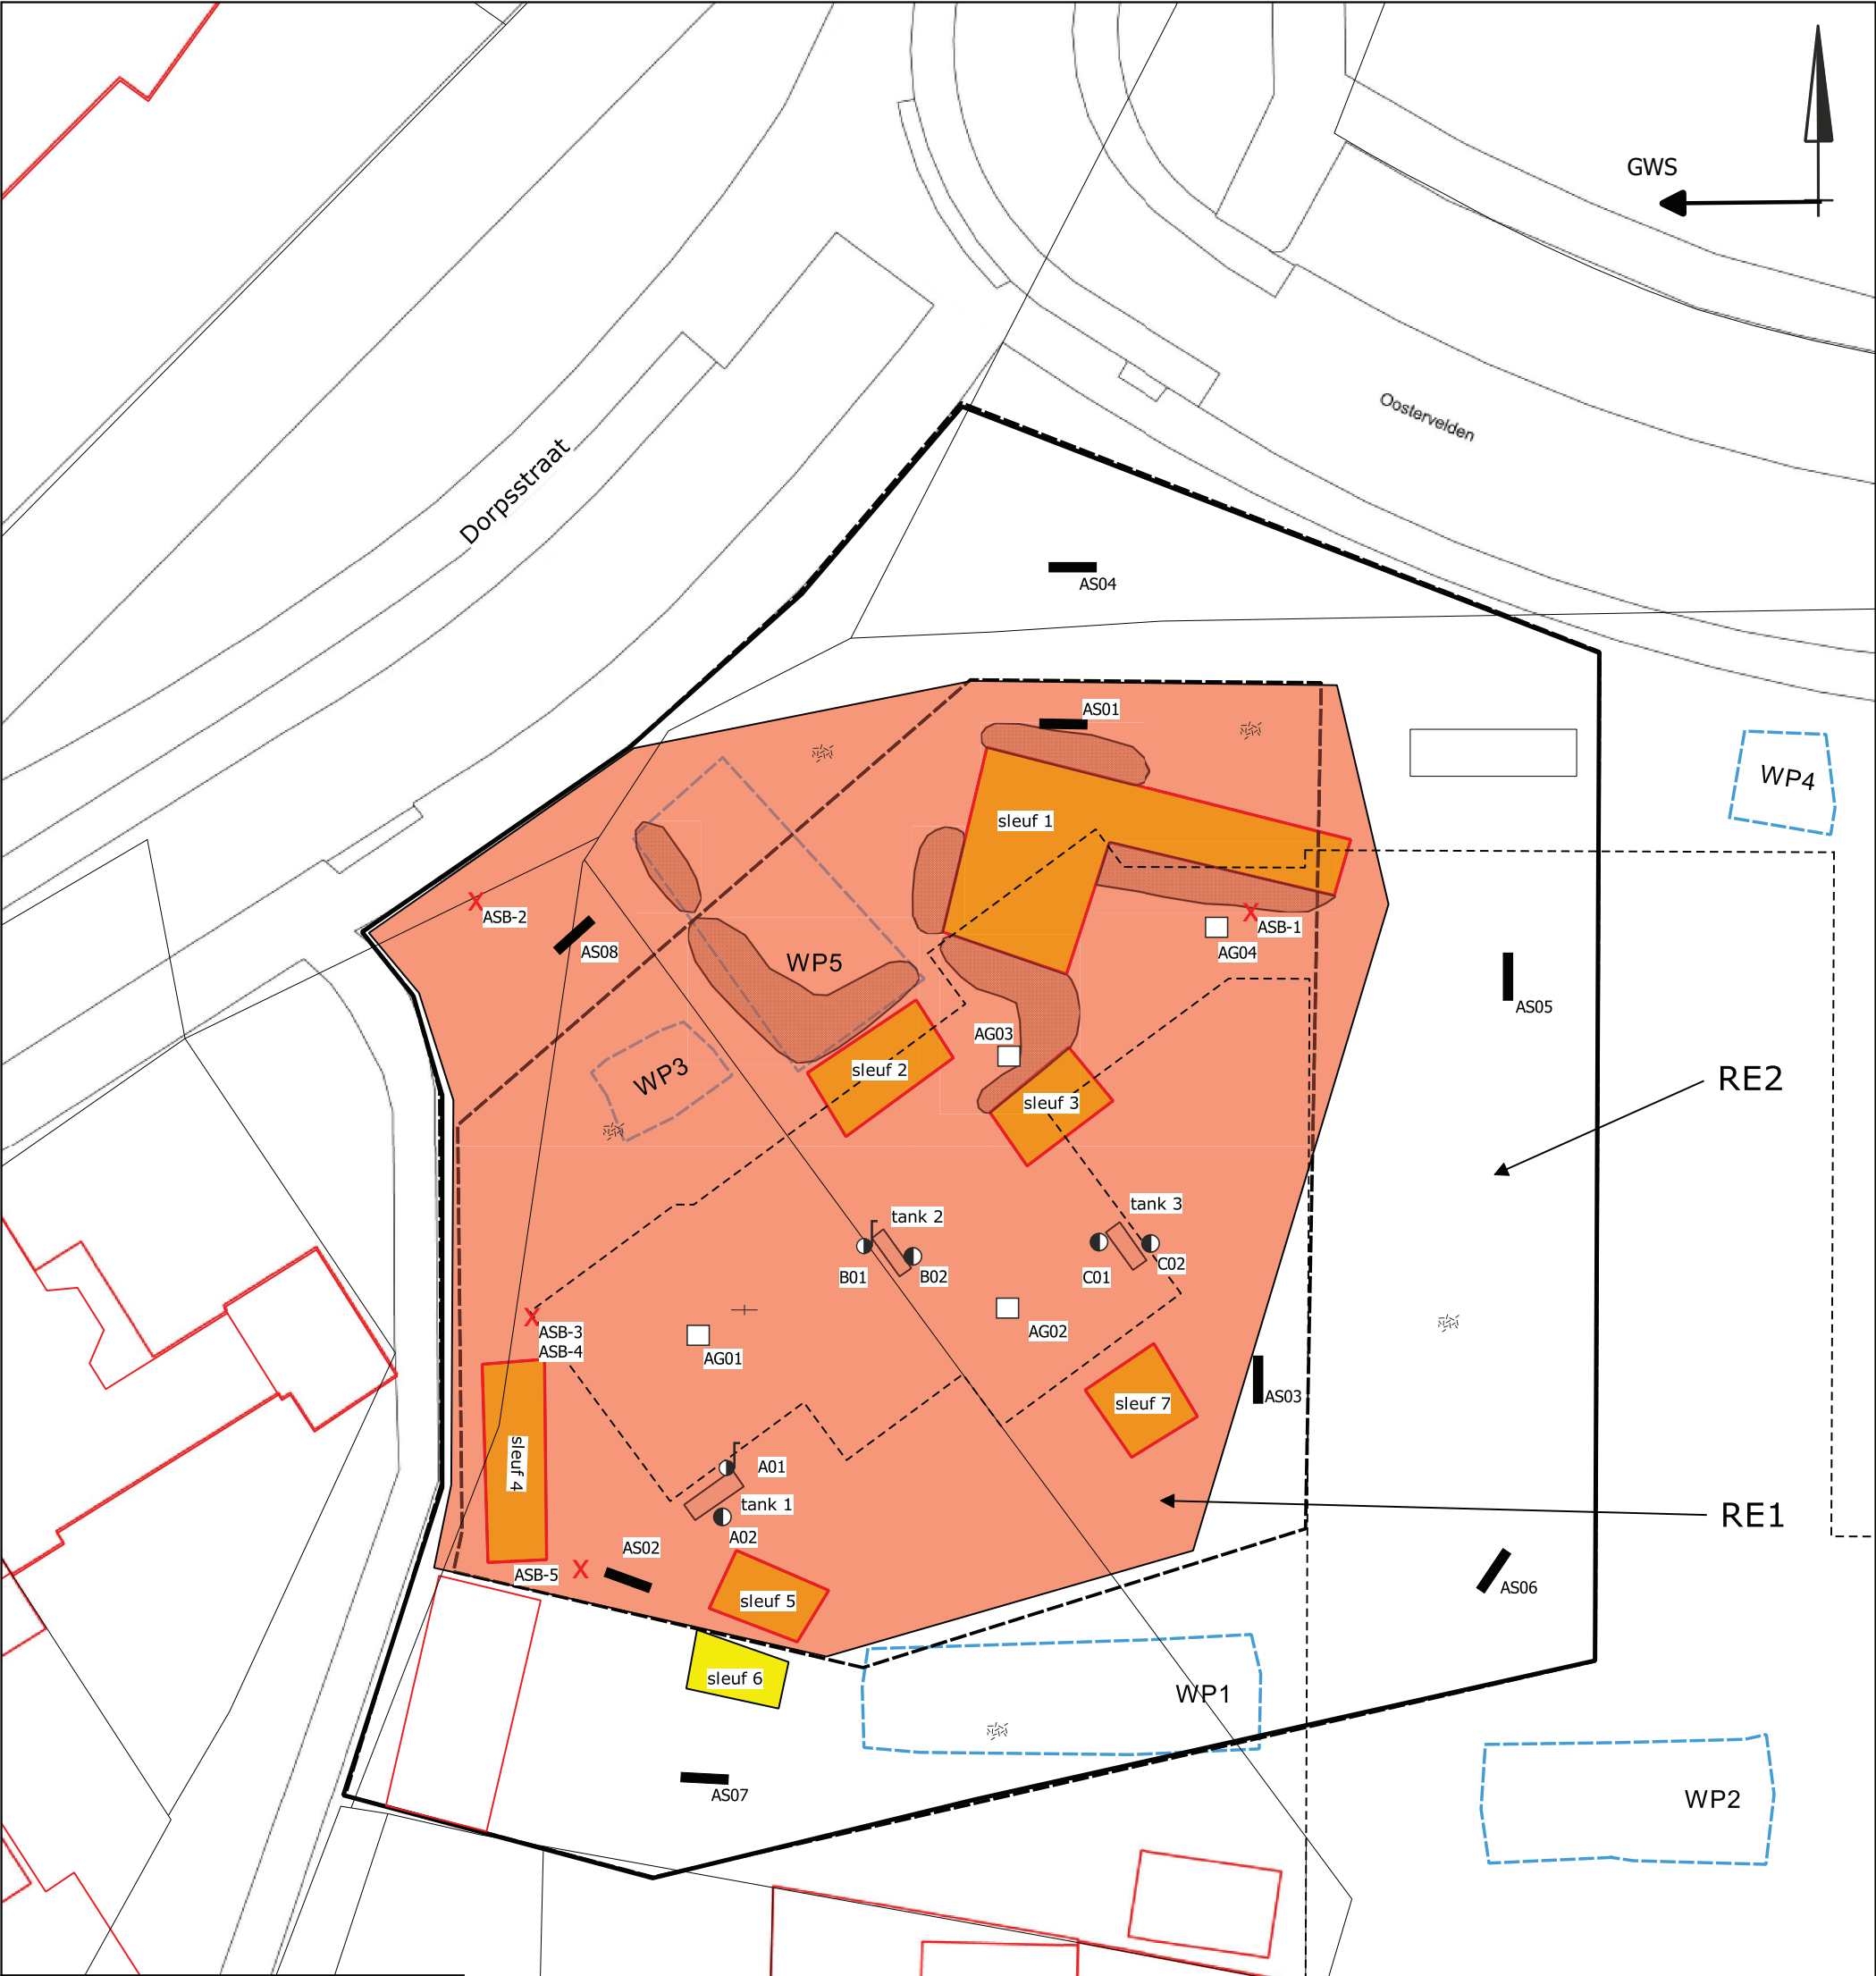 GWS
Oostervelden
Dorpsstraat
AS04
AS01
WP4
sleuf 1
ASB-2
ASB-1
AS08
AG04
WP5
AS05
AG03
sleuf 2
WP3
RE2
sleuf 3
tank 3
tank 2
C02
B01
B02
C01
ASB-3
AG02
ASB-4
AG01
AS03
sleuf 7
sleuf 4
A01
tank 1
RE1
A02
AS02
ASB-5
AS06
sleuf 5
sleuf 6
WP1
AS07
WP2